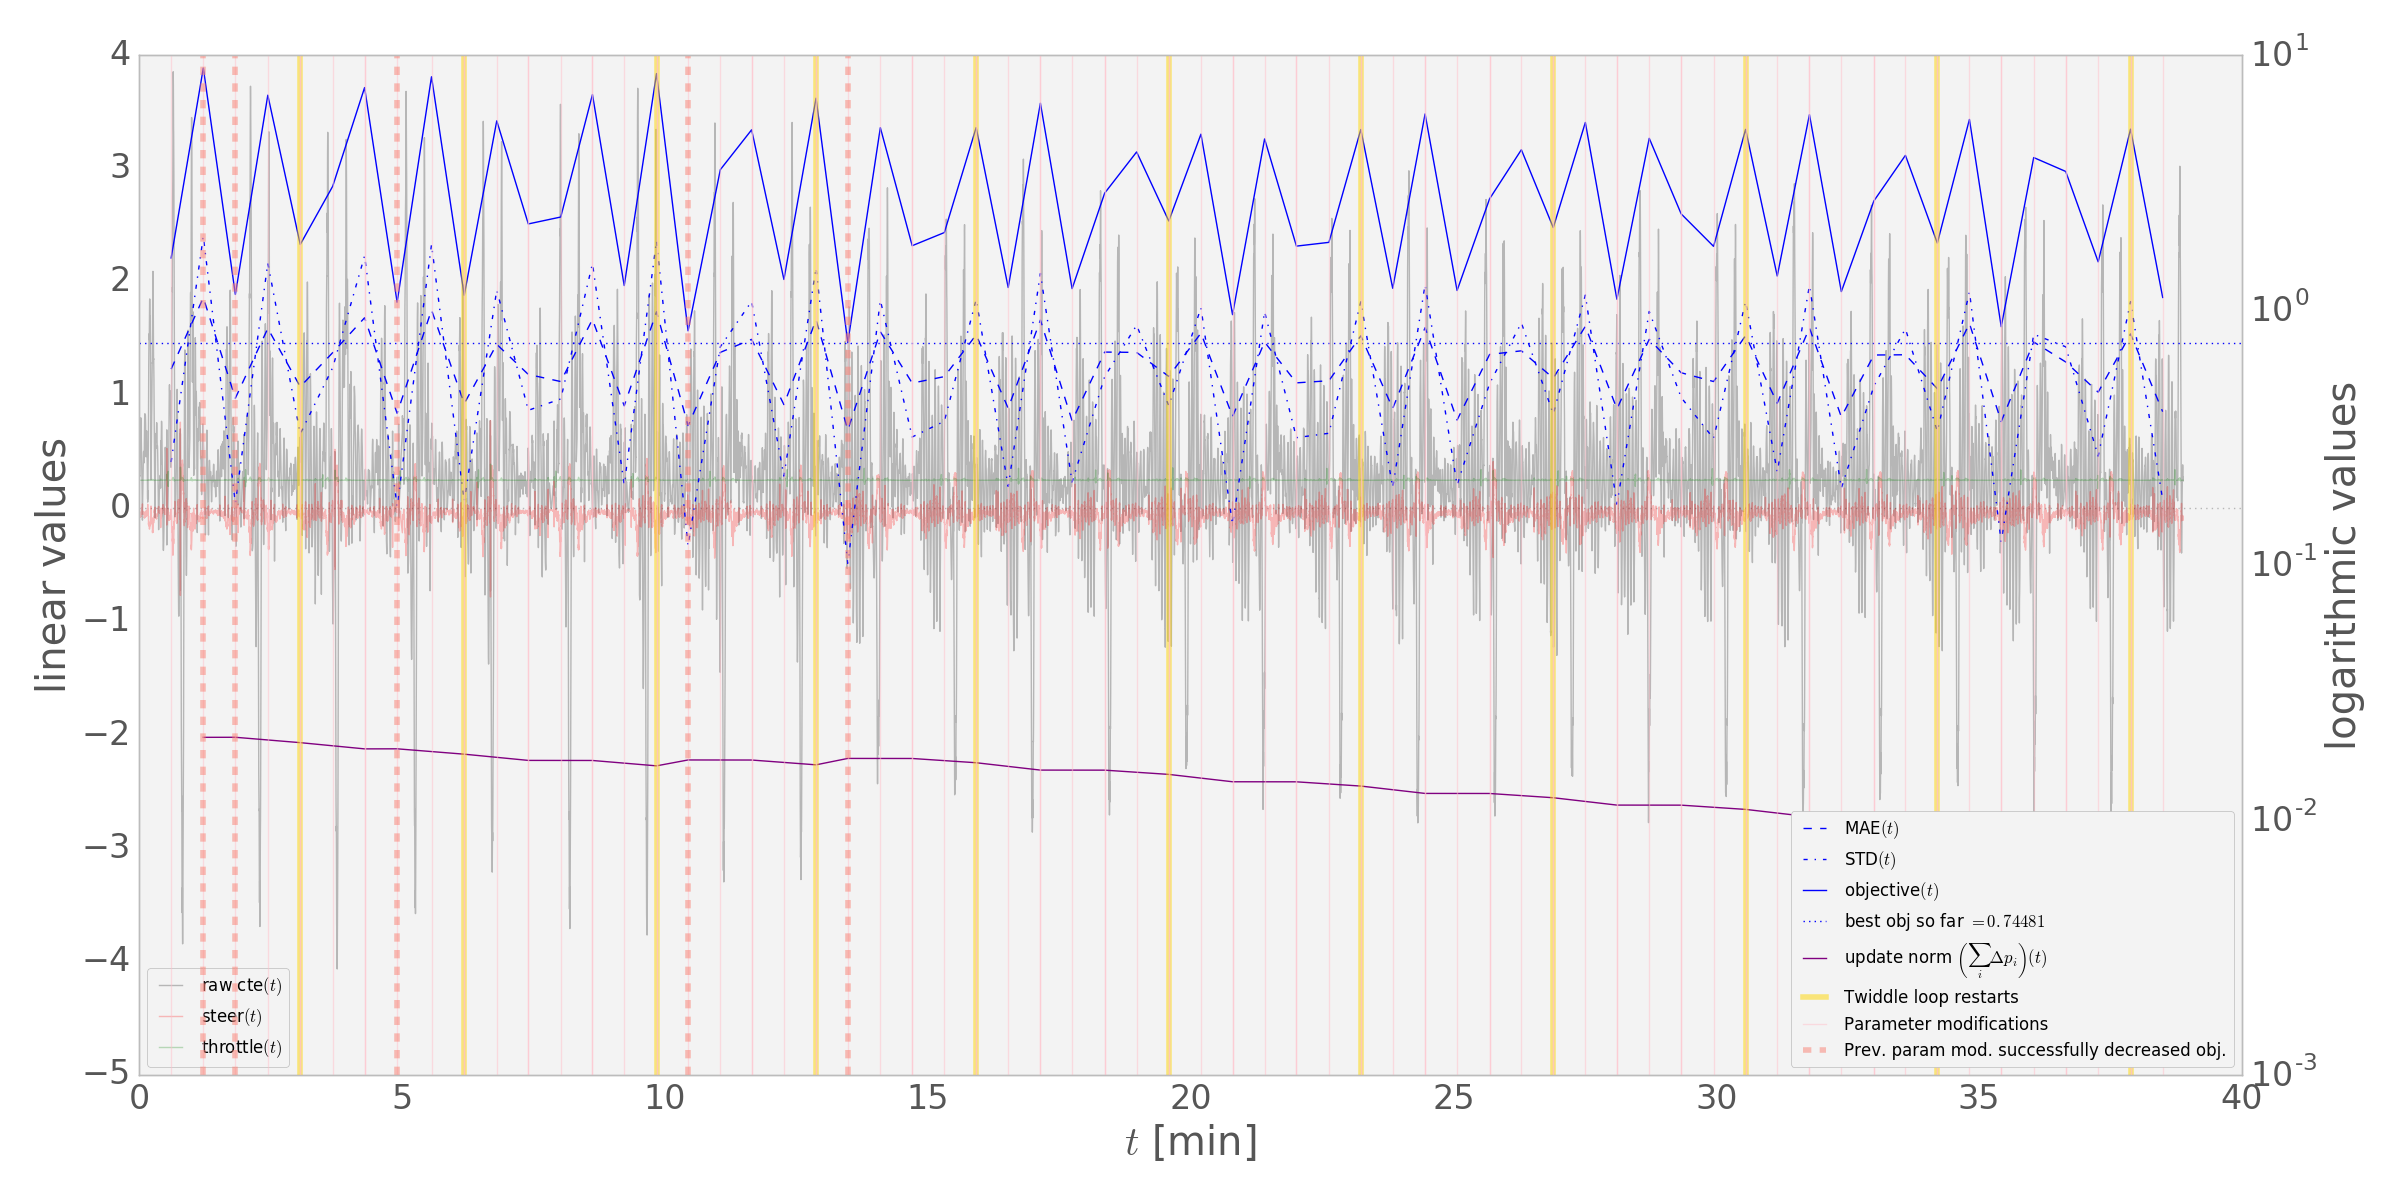 4
3
2
1
0
−1
−2
−3
−4
−5
linear values
0 5 10 15 20 25 30 35 40
t [min]
10^1
10^0
10^-1
10^-2
10^-3
logarithmic values
raw cte(t)
steer(t)
throttle(t)
MAE(t)
STD(t)
objective(t)
best obj so far = 0.74481
update norm (∑_i Δp_i)(t)
Twiddle loop restarts
Parameter modifications
Prev. param mod. successfully decreased obj.